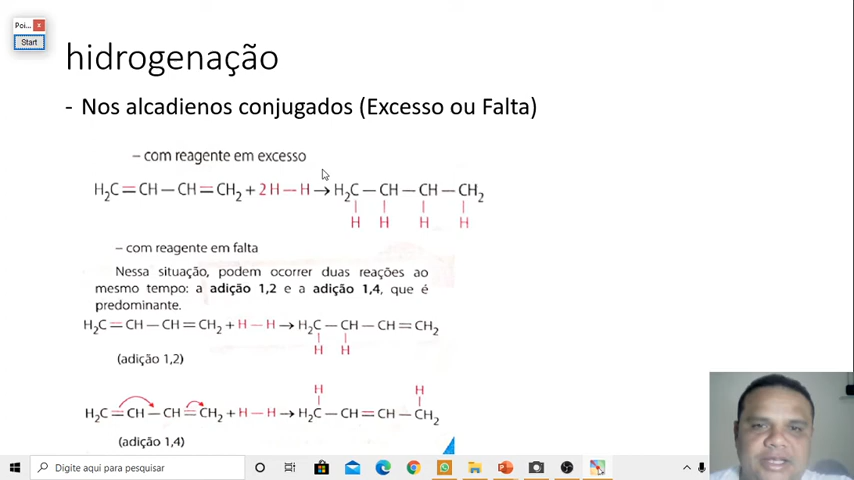 Poi... x
Start
hidrogenação
- Nos alcadienos conjugados (Excesso ou Falta)
– com reagente em excesso
H₂C = CH — CH = CH₂ + 2 H — H → H₂C — CH — CH — CH₂
H H H H
– com reagente em falta
Nessa situação, podem ocorrer duas reações ao
mesmo tempo: a adição 1,2 e a adição 1,4, que é
predominante.
H₂C = CH — CH = CH₂ + H — H → H₂C — CH — CH = CH₂
H H
(adição 1,2)
H H
H₂C = CH — CH = CH₂ + H — H → H₂C — CH = CH — CH₂
(adição 1,4)
Digite aqui para pesquisar